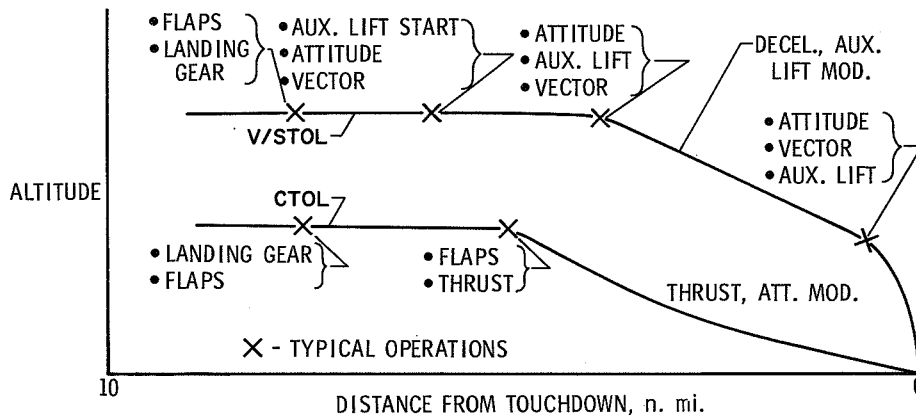 • FLAPS
• LANDING
GEAR
• AUX. LIFT START
• ATTITUDE
• VECTOR
• ATTITUDE
• AUX. LIFT
• VECTOR
DECEL., AUX.
LIFT MOD.
• ATTITUDE
• VECTOR
• AUX. LIFT
V/STOL
ALTITUDE
CTOL
• LANDING GEAR
• FLAPS
• FLAPS
• THRUST
THRUST, ATT. MOD.
X - TYPICAL OPERATIONS
10
DISTANCE FROM TOUCHDOWN, n. mi.